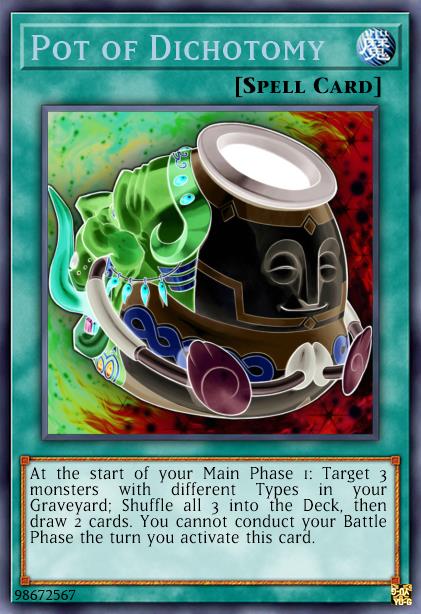 Pot of Dichotomy
魔
[Spell Card]
At the start of your Main Phase 1: Target 3
monsters with different Types in your
Graveyard; Shuffle all 3 into the Deck, then
draw 2 cards. You cannot conduct your Battle
Phase the turn you activate this card.
98672567